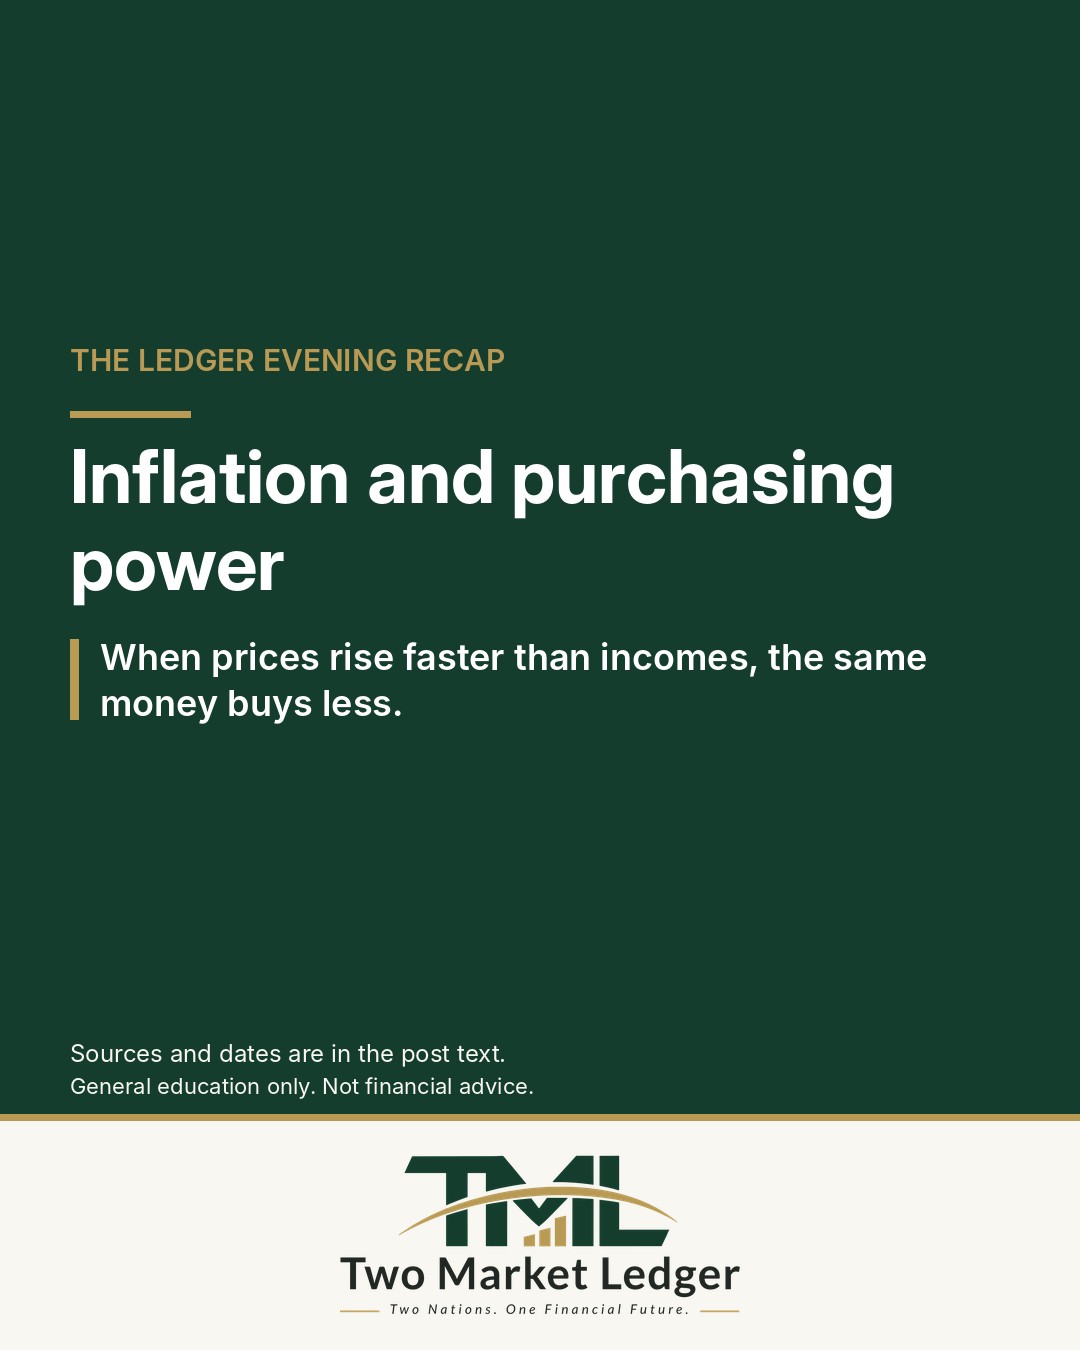 THE LEDGER EVENING RECAP
Inflation and purchasing
power
When prices rise faster than incomes, the same
money buys less.
Sources and dates are in the post text.
General education only. Not financial advice.
TML
Two Market Ledger
Two Nations. One Financial Future.